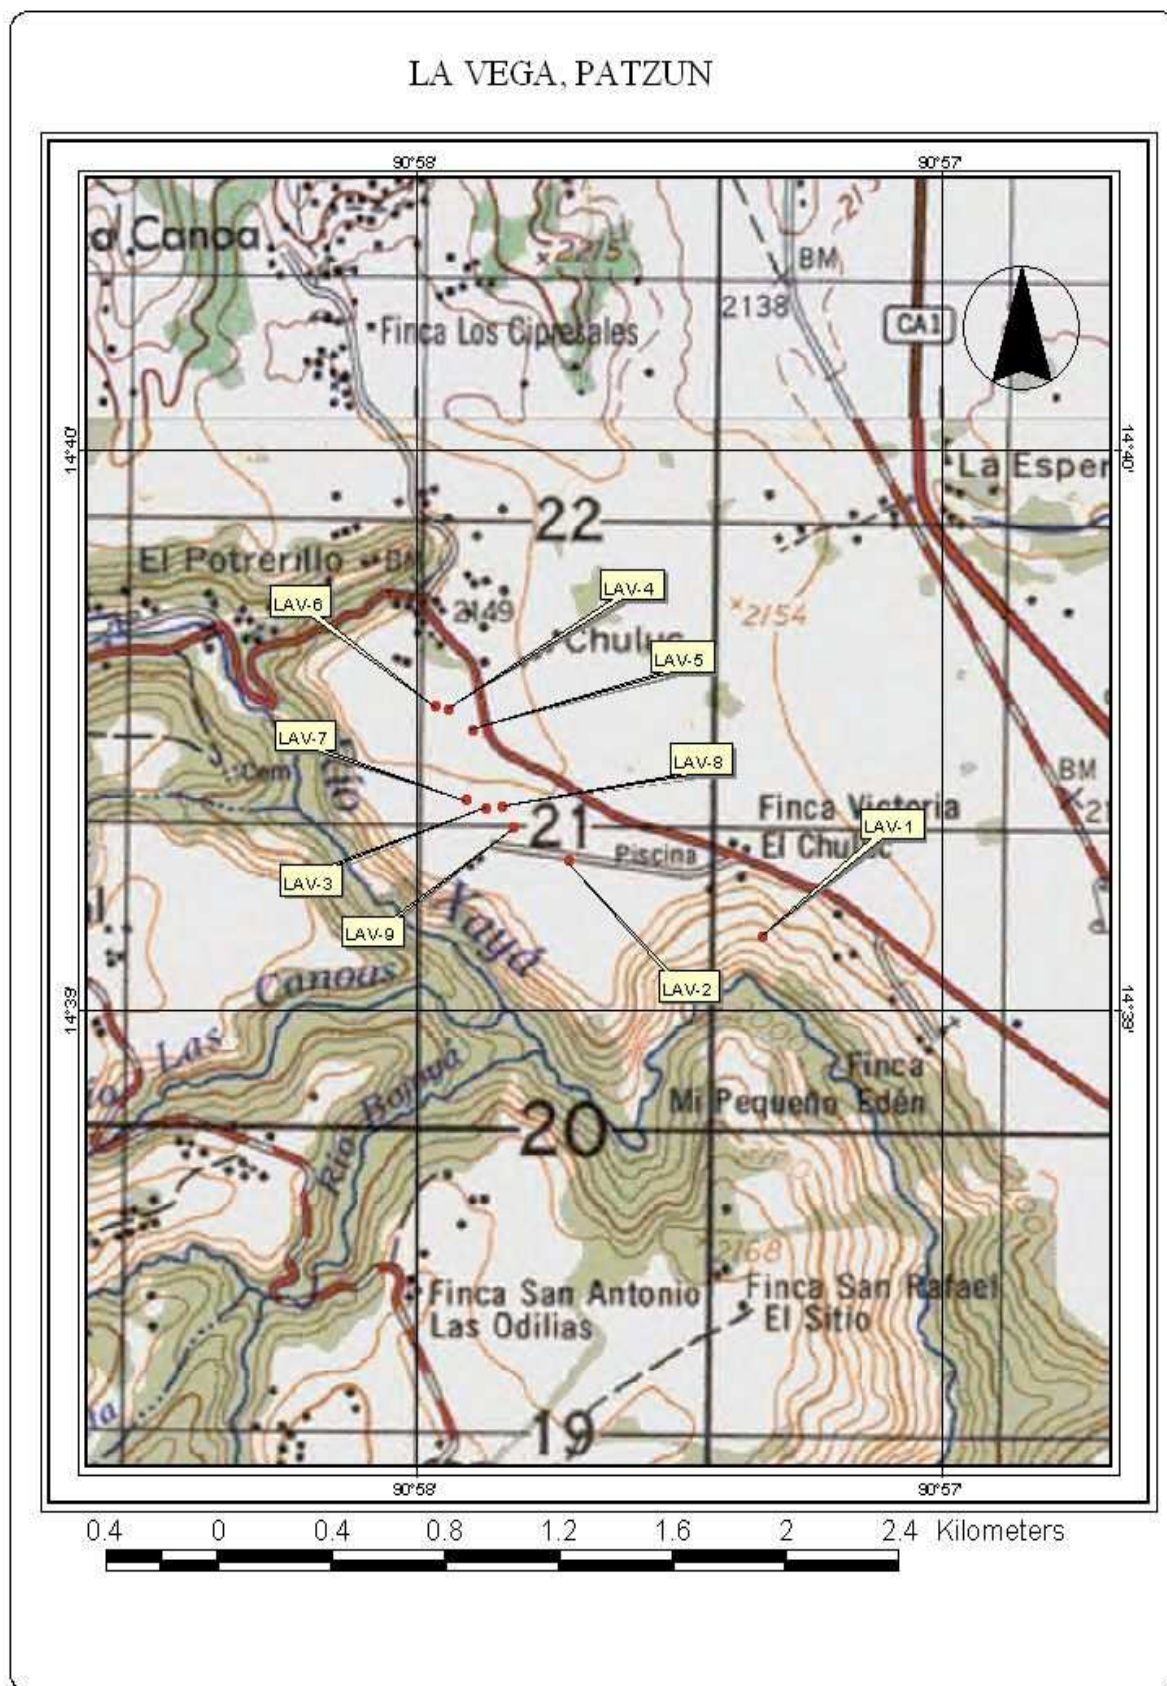 LA VEGA, PATZUN
90°58'
90°57'
a Canoa
2215
BM
2138
CA1
Finca Los Cipresales
14°40'
14°40'
La Esper
22
El Potrerillo
BM
LAV-6
LAV-4
2149
2154
Chuluc
LAV-5
LAV-7
LAV-8
Cem
Río
BM
21
Finca Victoria
El Chuluc
LAV-1
21
Piscina
LAV-3
LAV-9
Xayá
LAV-2
Canoas
14°39'
14°39'
Las
Finca
Mi Pequeño Edén
20
Río
2168
Finca San Antonio
Las Odilias
Finca San Rafael
El Sitio
19
90°58'
90°57'
0.4 0 0.4 0.8 1.2 1.6 2 2.4 Kilometers